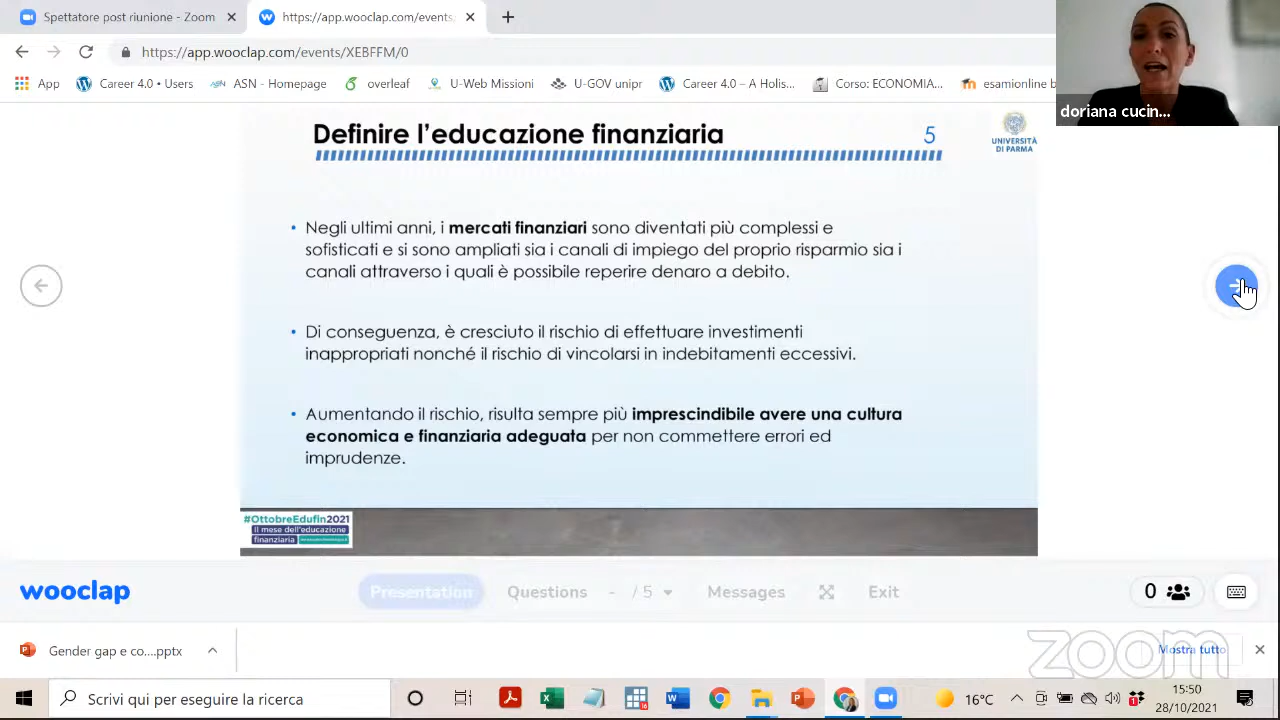 Spettatore post riunione - Zoom
https://app.wooclap.com/events,
https://app.wooclap.com/events/XEBFFM/0
App
Career 4.0 • Users
ASN - Homepage
overleaf
U-Web Missioni
U-GOV unipr
Career 4.0 – A Holis...
Corso: ECONOMIA...
esamionline b
doriana cucin...
Definire l'educazione finanziaria
5
UNIVERSITÀ
DI PARMA
• Negli ultimi anni, i mercati finanziari sono diventati più complessi e
sofisticati e si sono ampliati sia i canali di impiego del proprio risparmio sia i
canali attraverso i quali è possibile reperire denaro a debito.
• Di conseguenza, è cresciuto il rischio di effettuare investimenti
inappropriati nonché il rischio di vincolarsi in indebitamenti eccessivi.
• Aumentando il rischio, risulta sempre più imprescindibile avere una cultura
economica e finanziaria adeguata per non commettere errori ed
imprudenze.
#OttobreEdufin2021
Il mese dell'educazione
finanziaria
wooclap
Presentation
Questions
- / 5
Messages
Exit
0
Gender gap e co....pptx
Mostra tutto
zoom
Scrivi qui per eseguire la ricerca
16°C
15:50
28/10/2021